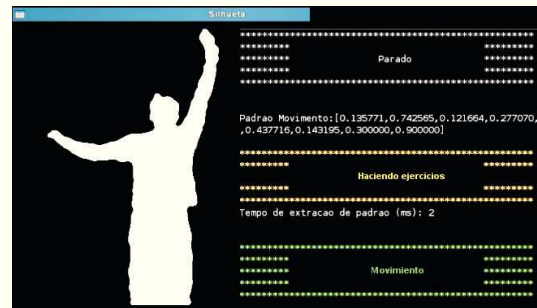 Silhueta
************************************************
********* *********
********* Parado *********
********* *********
************************************************
Padrao Movimento:[0.135771,0.742565,0.121664,0.277070,
,0.437716,0.143195,0.300000,0.900000]
************************************************
********* *********
Haciendo ejercicios
********* *********
************************************************
Tempo de extracao de padrao (ms): 2
************************************************
********* *********
********* Movimiento *********
********* *********
************************************************